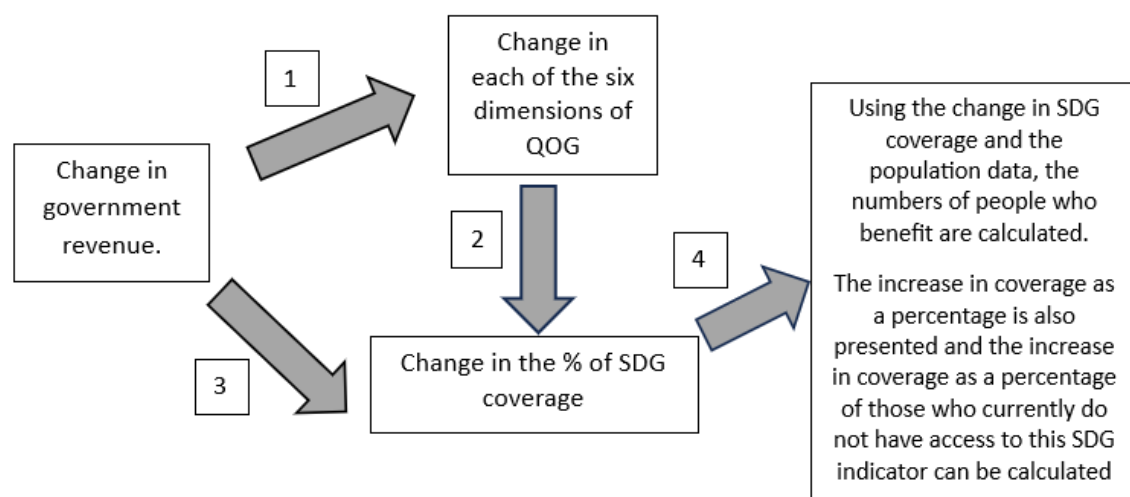 1
Change in
each of the six
dimensions of
QOG
Change in
government
revenue.
2
3
Change in the % of SDG
coverage
4
Using the change in SDG
coverage and the
population data, the
numbers of people who
benefit are calculated.
The increase in coverage as
a percentage is also
presented and the increase
in coverage as a percentage
of those who currently do
not have access to this SDG
indicator can be calculated